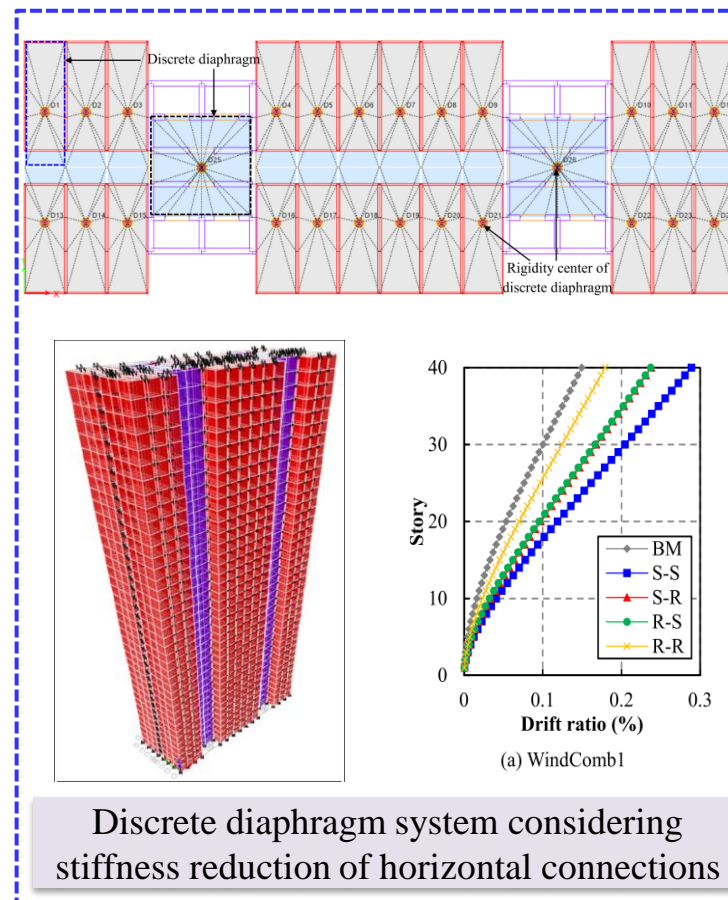 Discrete diaphragm
D1 D2 D3 D4 D5 D6 D7 D8 D9 D10 D11
D25 D26
D13 D14 D15 D16 D17 D18 D19 D20 D21 D22 D23
Y
X
Rigidity center of
discrete diaphragm
40
30
20
10
0
Story
BM
S-S
S-R
R-S
R-R
0 0.1 0.2 0.3
Drift ratio (%)
(a) WindComb1
Discrete diaphragm system considering
stiffness reduction of horizontal connections